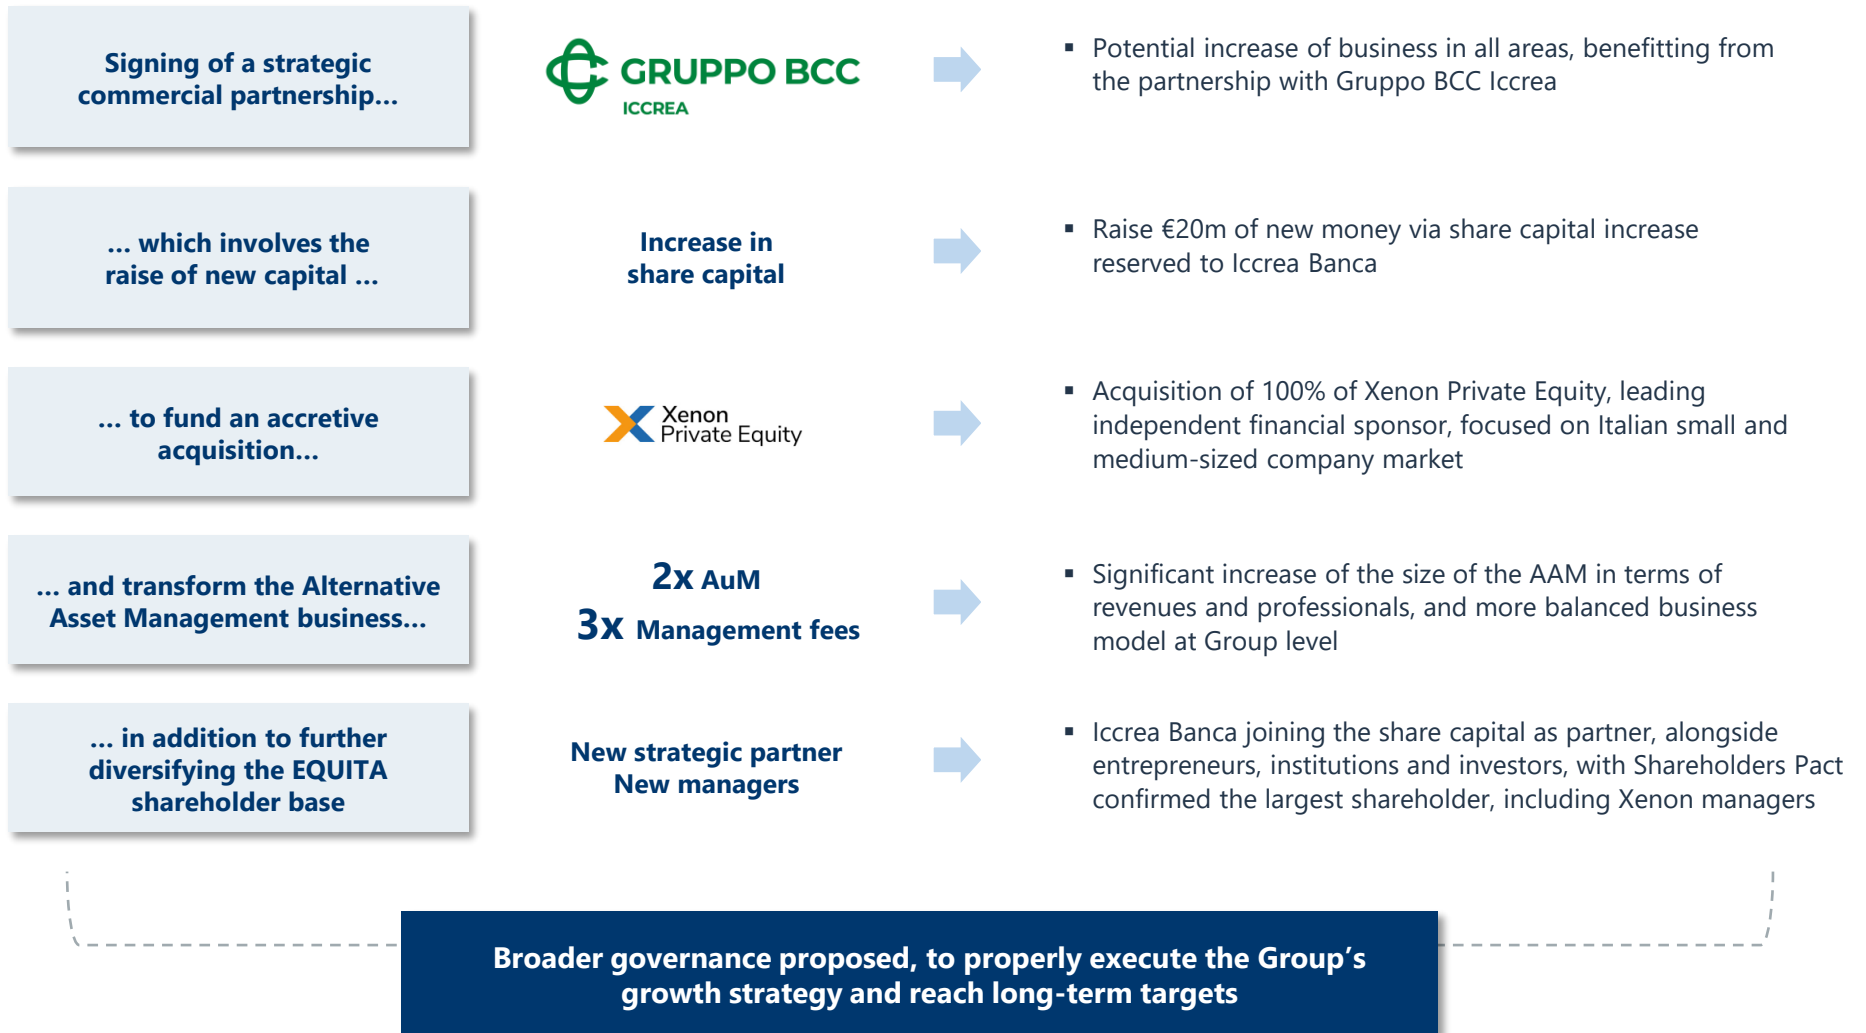 Signing of a strategic
commercial partnership...
GRUPPO BCC
ICCREA
▪ Potential increase of business in all areas, benefitting from
the partnership with Gruppo BCC Iccrea
... which involves the
raise of new capital ...
Increase in
share capital
▪ Raise €20m of new money via share capital increase
reserved to Iccrea Banca
... to fund an accretive
acquisition...
Xenon
Private Equity
▪ Acquisition of 100% of Xenon Private Equity, leading
independent financial sponsor, focused on Italian small and
medium-sized company market
... and transform the Alternative
Asset Management business...
2x AuM
3x Management fees
▪ Significant increase of the size of the AAM in terms of
revenues and professionals, and more balanced business
model at Group level
... in addition to further
diversifying the EQUITA
shareholder base
New strategic partner
New managers
▪ Iccrea Banca joining the share capital as partner, alongside
entrepreneurs, institutions and investors, with Shareholders Pact
confirmed the largest shareholder, including Xenon managers
Broader governance proposed, to properly execute the Group’s
growth strategy and reach long-term targets